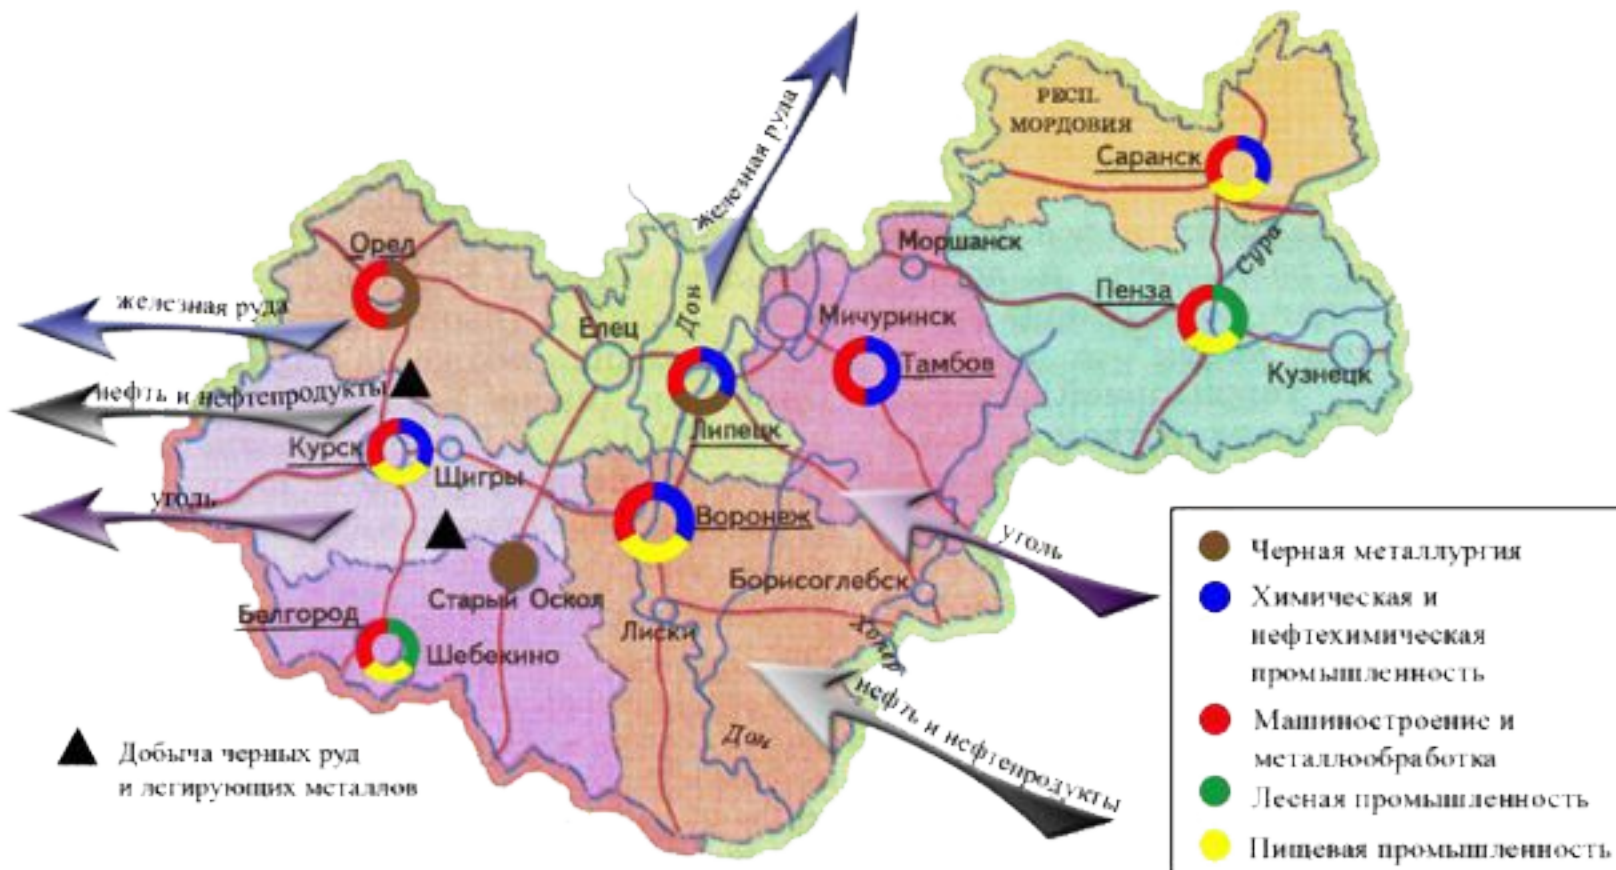 железная руда
РЕСП.
МОРДОВИЯ
Саранск
Орел
Моршанск
Сура
железная руда
Дон
Пенза
Елец
Мичуринск
Тамбов
Кузнецк
нефть и нефтепродукты
Липецк
Курск
Щигры
уголь
Воронеж
уголь
Старый Оскол
Борисоглебск
Белгород
Шебекино
Лиски
Хопер
нефть и нефтепродукты
Дон
Добыча черных руд
и легирующих металлов
Черная металлургия
Химическая и
нефтехимическая
промышленность
Машиностроение и
металлообработка
Лесная промышленность
Пищевая промышленность